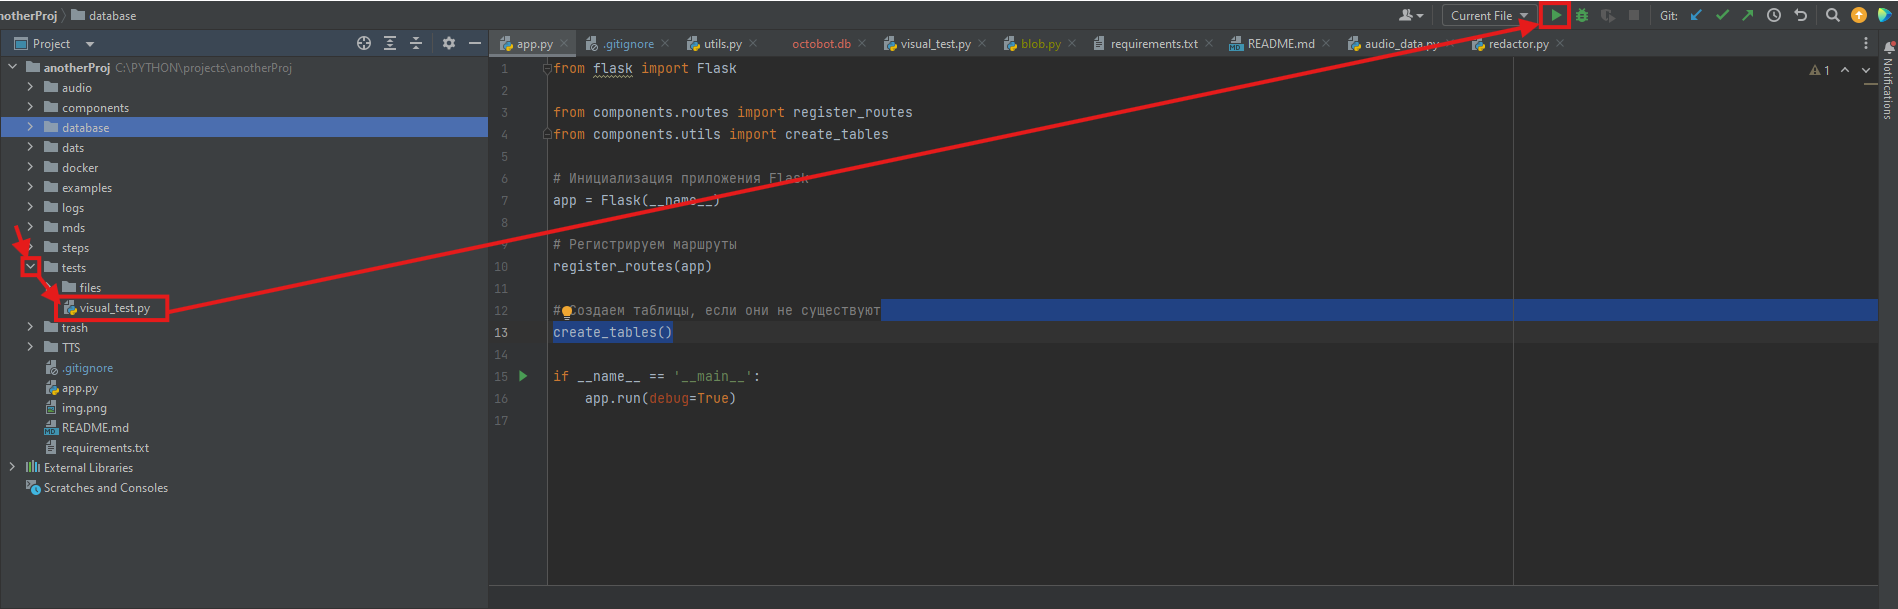 notherProj database
Current File
Git:
Project
app.py .gitignore utils.py octobot.db visual_test.py blob.py requirements.txt README.md audio_data.py redactor.py
anotherProj C:\PYTHON\projects\anotherProj
audio
components
database
dats
docker
examples
logs
mds
steps
tests
files
visual_test.py
trash
TTS
.gitignore
app.py
img.png
README.md
requirements.txt
External Libraries
Scratches and Consoles
1 from flask import Flask
2
3 from components.routes import register_routes
4 from components.utils import create_tables
5
6 # Инициализация приложения Flask
7 app = Flask(__name__)
8
9 # Регистрируем маршруты
10 register_routes(app)
11
12 # Создаем таблицы, если они не существуют
13 create_tables()
14
15 if __name__ == '__main__':
16 app.run(debug=True)
17
1
Notifications